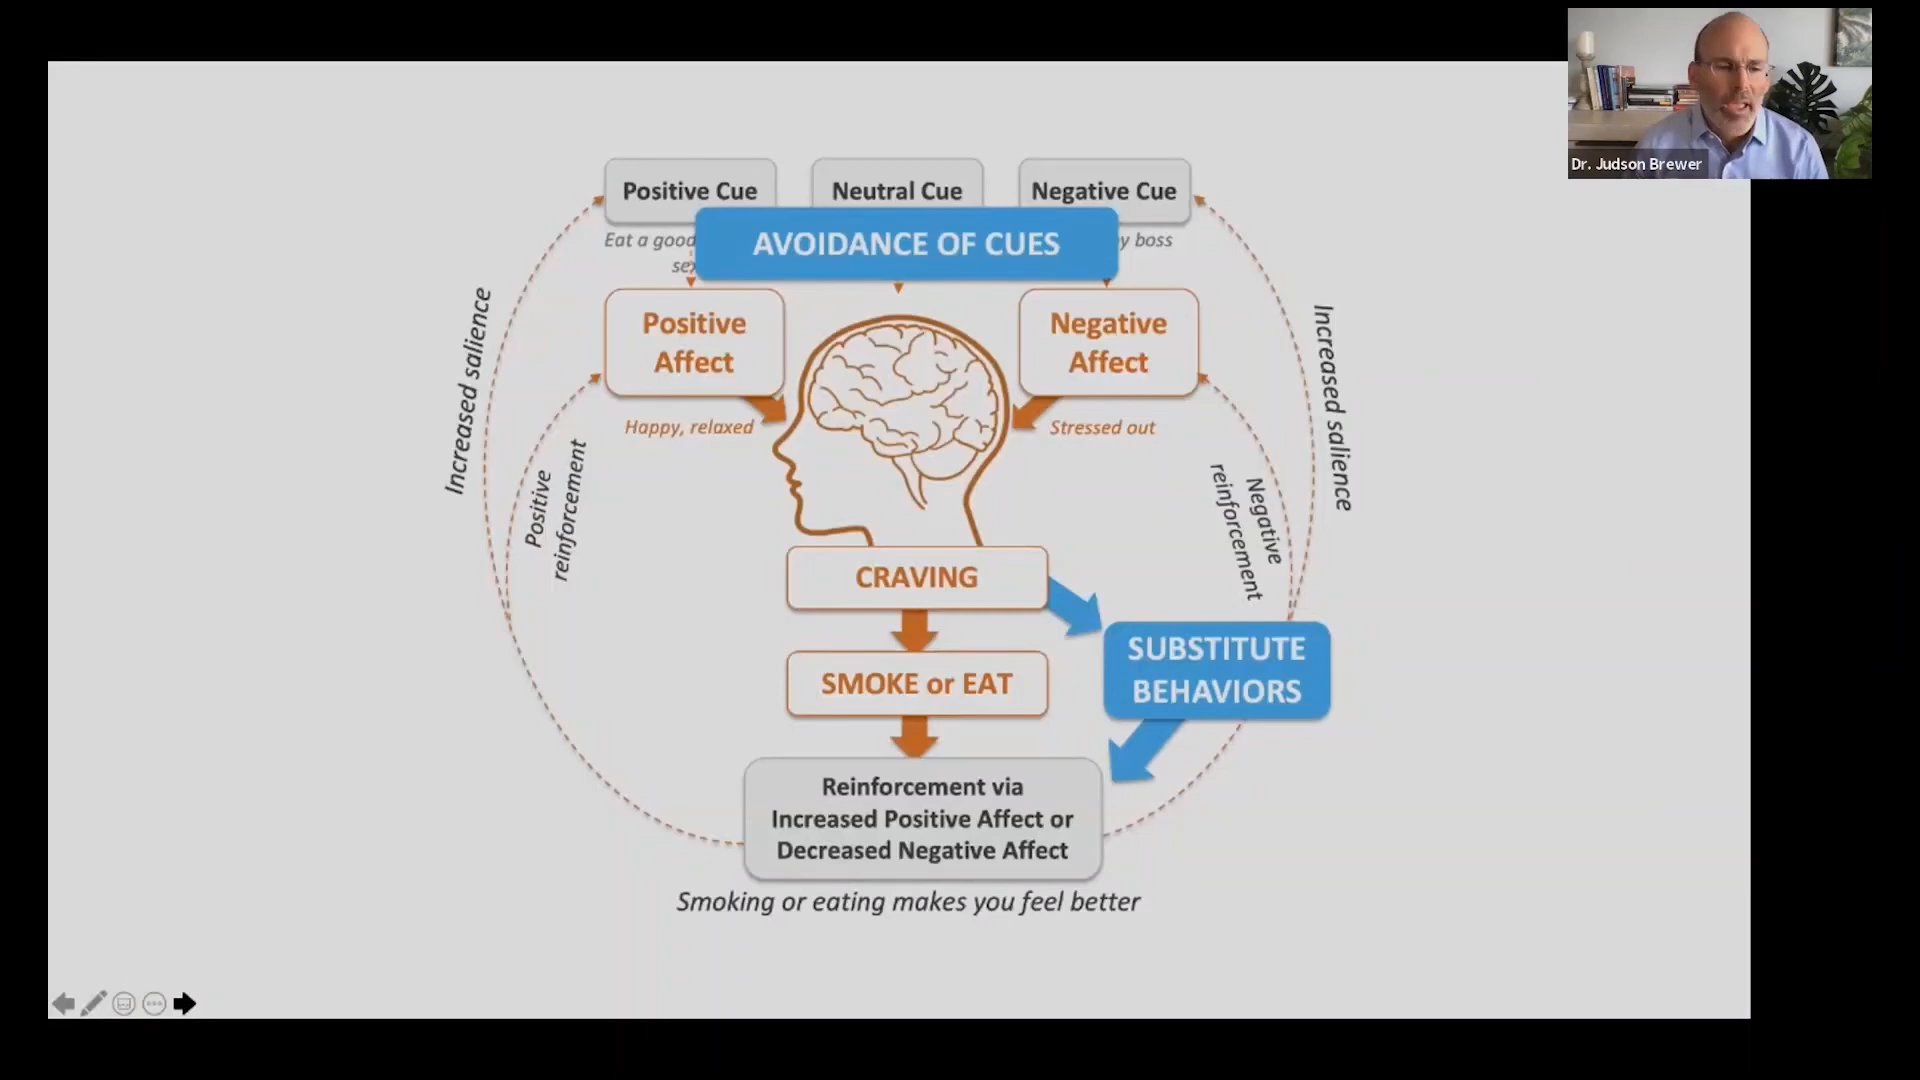 Dr. Judson Brewer
Positive Cue
Neutral Cue
Negative Cue
Eat a good
AVOIDANCE OF CUES
boss
Positive
Affect
Negative
Affect
Happy, relaxed
Stressed out
Increased salience
Positive
reinforcement
Negative
reinforcement
Increased salience
CRAVING
SMOKE or EAT
SUBSTITUTE
BEHAVIORS
Reinforcement via
Increased Positive Affect or
Decreased Negative Affect
Smoking or eating makes you feel better